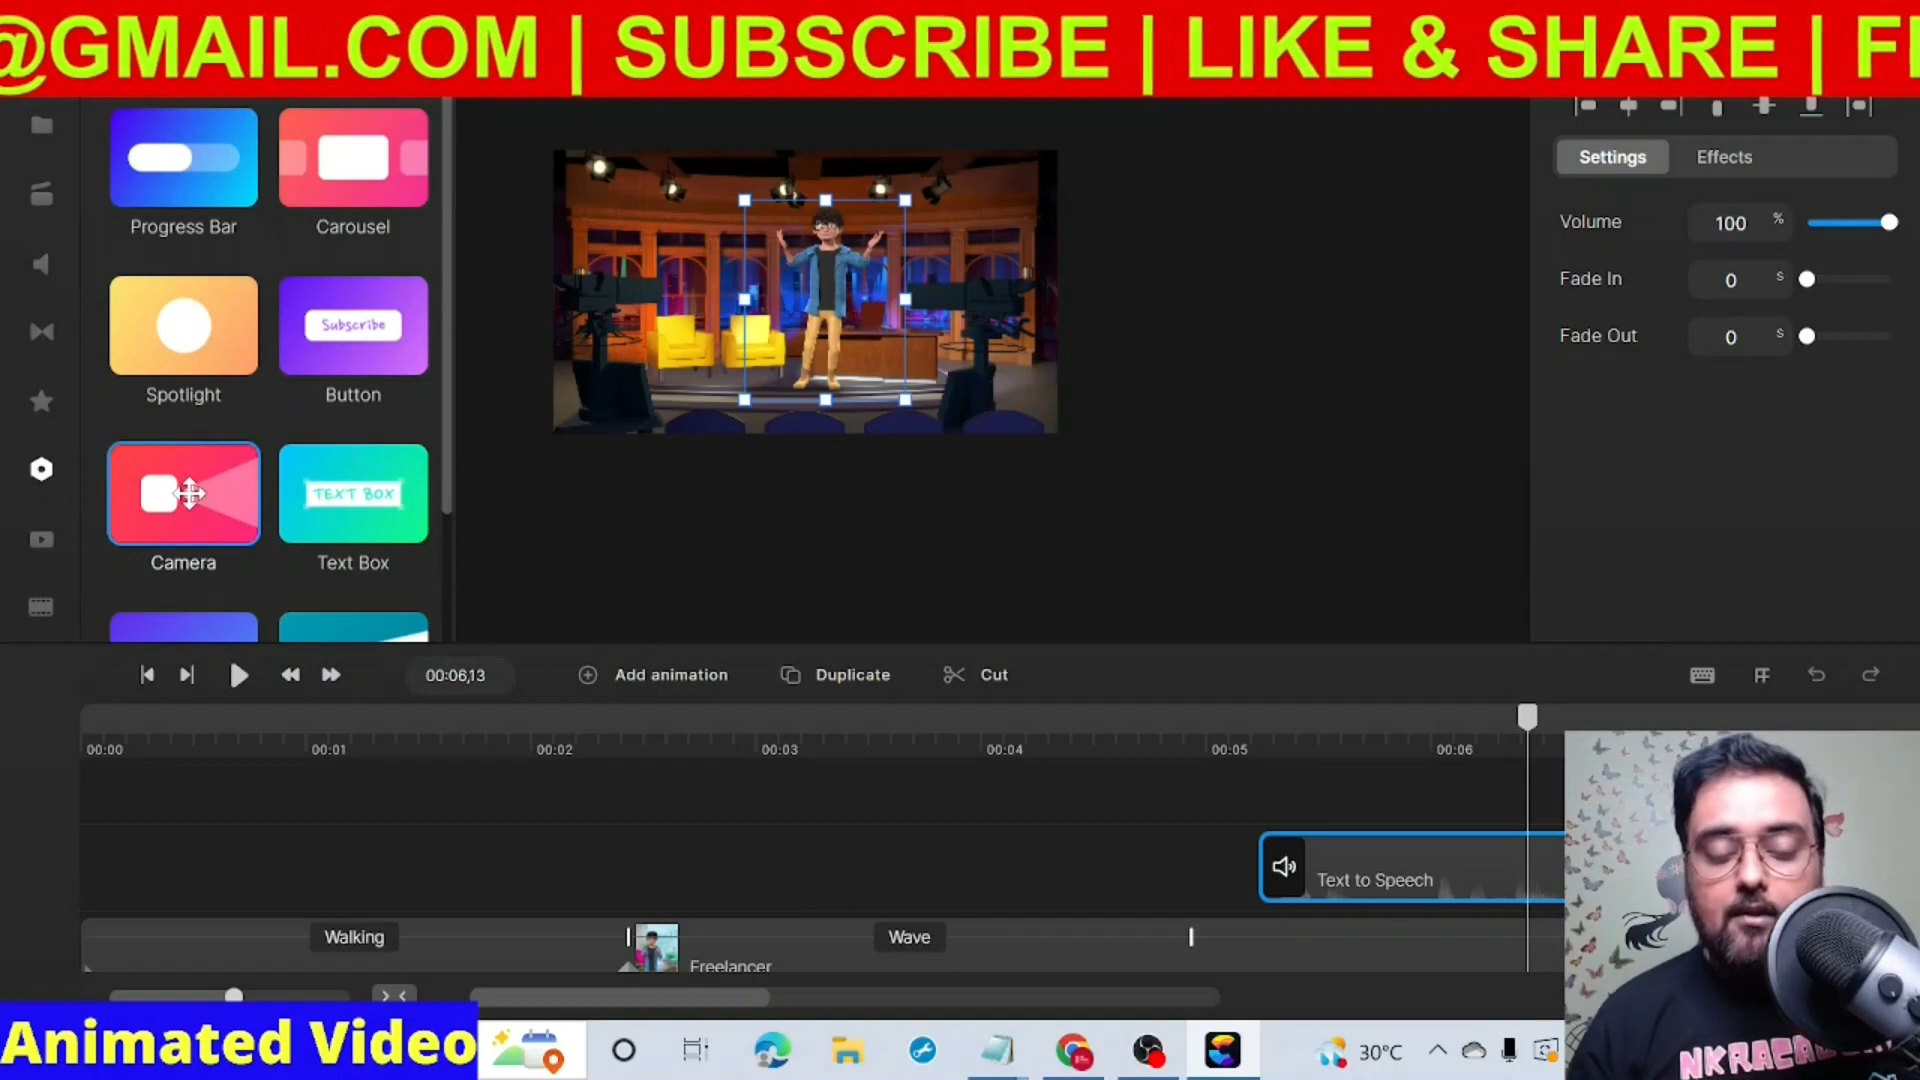 @GMAIL.COM | SUBSCRIBE | LIKE & SHARE |
Progress Bar
Carousel
Spotlight
Subscribe
Button
Camera
TEXT BOX
Text Box
Settings
Effects
Volume
100
%
Fade In
0
s
Fade Out
0
s
00:06,13
Add animation
Duplicate
Cut
00:00
00:01
00:02
00:03
00:04
00:05
00:06
Text to Speech
Walking
Wave
Freelancer
Animated Video
30°C